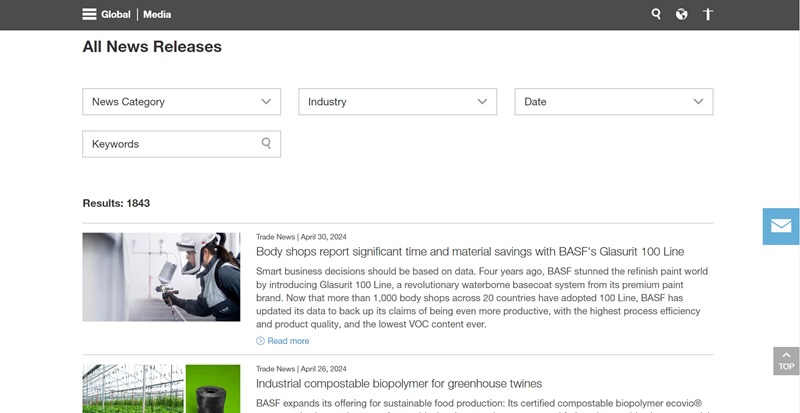 Global | Media
All News Releases
News Category
Industry
Date
Keywords
Results: 1843
Trade News | April 30, 2024
Body shops report significant time and material savings with BASF's Glasurit 100 Line
Smart business decisions should be based on data. Four years ago, BASF stunned the refinish paint world
by introducing Glasurit 100 Line, a revolutionary waterborne basecoat system from its premium paint
brand. Now that more than 1,000 body shops across 20 countries have adopted 100 Line, BASF has
updated its data to back up its claims of being even more productive, with the highest process efficiency
and product quality, and the lowest VOC content ever.
Read more
TOP
Trade News | April 26, 2024
Industrial compostable biopolymer for greenhouse twines
BASF expands its offering for sustainable food production: Its certified compostable biopolymer ecovio®